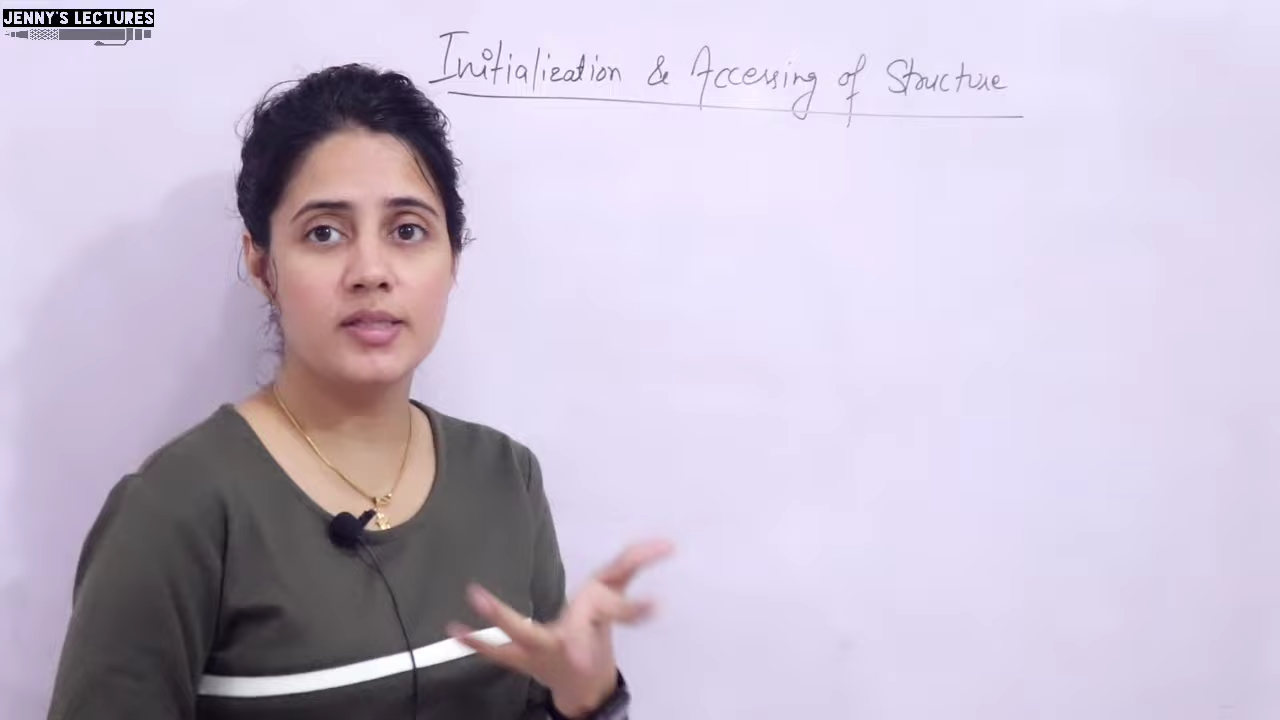 JENNY'S LECTURES
Initialization & Accessing of Structure